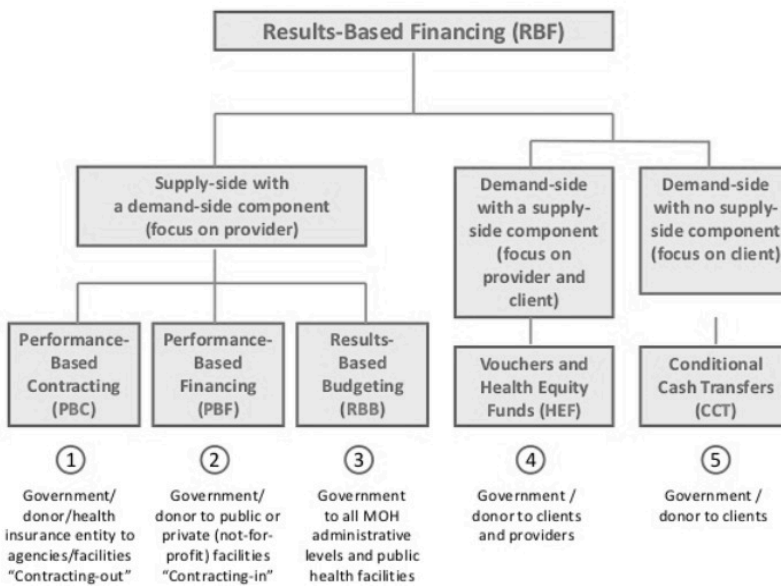 Results-Based Financing (RBF)
Supply-side with
a demand-side component
(focus on provider)
Demand-side
with a supply-
side component
(focus on
provider and
client)
Demand-side
with no supply-
side component
(focus on client)
Performance-
Based
Contracting
(PBC)
Performance-
Based
Financing
(PBF)
Results-
Based
Budgeting
(RBB)
Vouchers and
Health Equity
Funds (HEF)
Conditional
Cash Transfers
(CCT)
1
2
3
4
5
Government/
donor/health
insurance entity to
agencies/facilities
“Contracting-out”
Government/
donor to public or
private (not-for-
profit) facilities
“Contracting-in”
Government
to all MOH
administrative
levels and public
health facilities
Government /
donor to clients
and providers
Government /
donor to clients